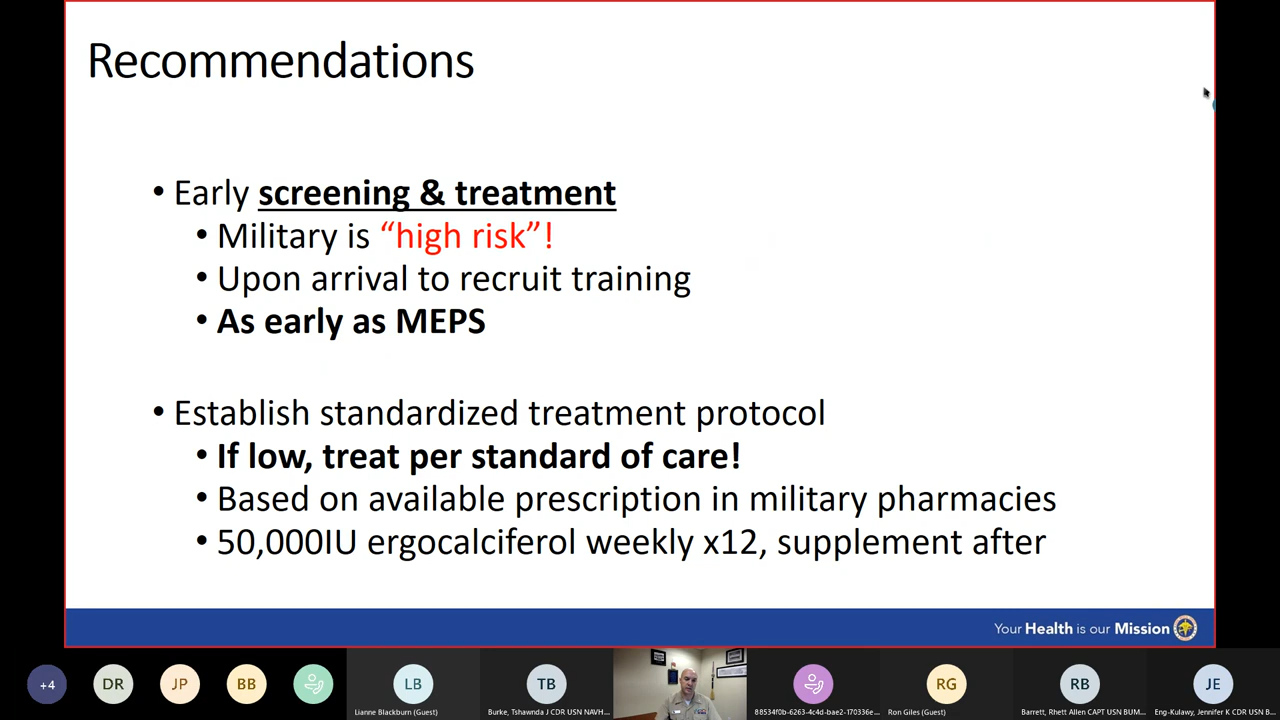 Recommendations
• Early screening & treatment
• Military is “high risk”!
• Upon arrival to recruit training
• As early as MEPS
• Establish standardized treatment protocol
• If low, treat per standard of care!
• Based on available prescription in military pharmacies
• 50,000IU ergocalciferol weekly x12, supplement after
Your Health is our Mission
+4
DR
JP
BB
LB
TB
RG
RB
JE
Lianne Blackburn (Guest)
Burke, Tshawnda J CDR USN NAVH...
88534f0b-6263-4c4d-bae2-170336e...
Ron Giles (Guest)
Barrett, Rhett Allen CAPT USN BUM...
Eng-Kulawy, Jennifer K CDR USN B...